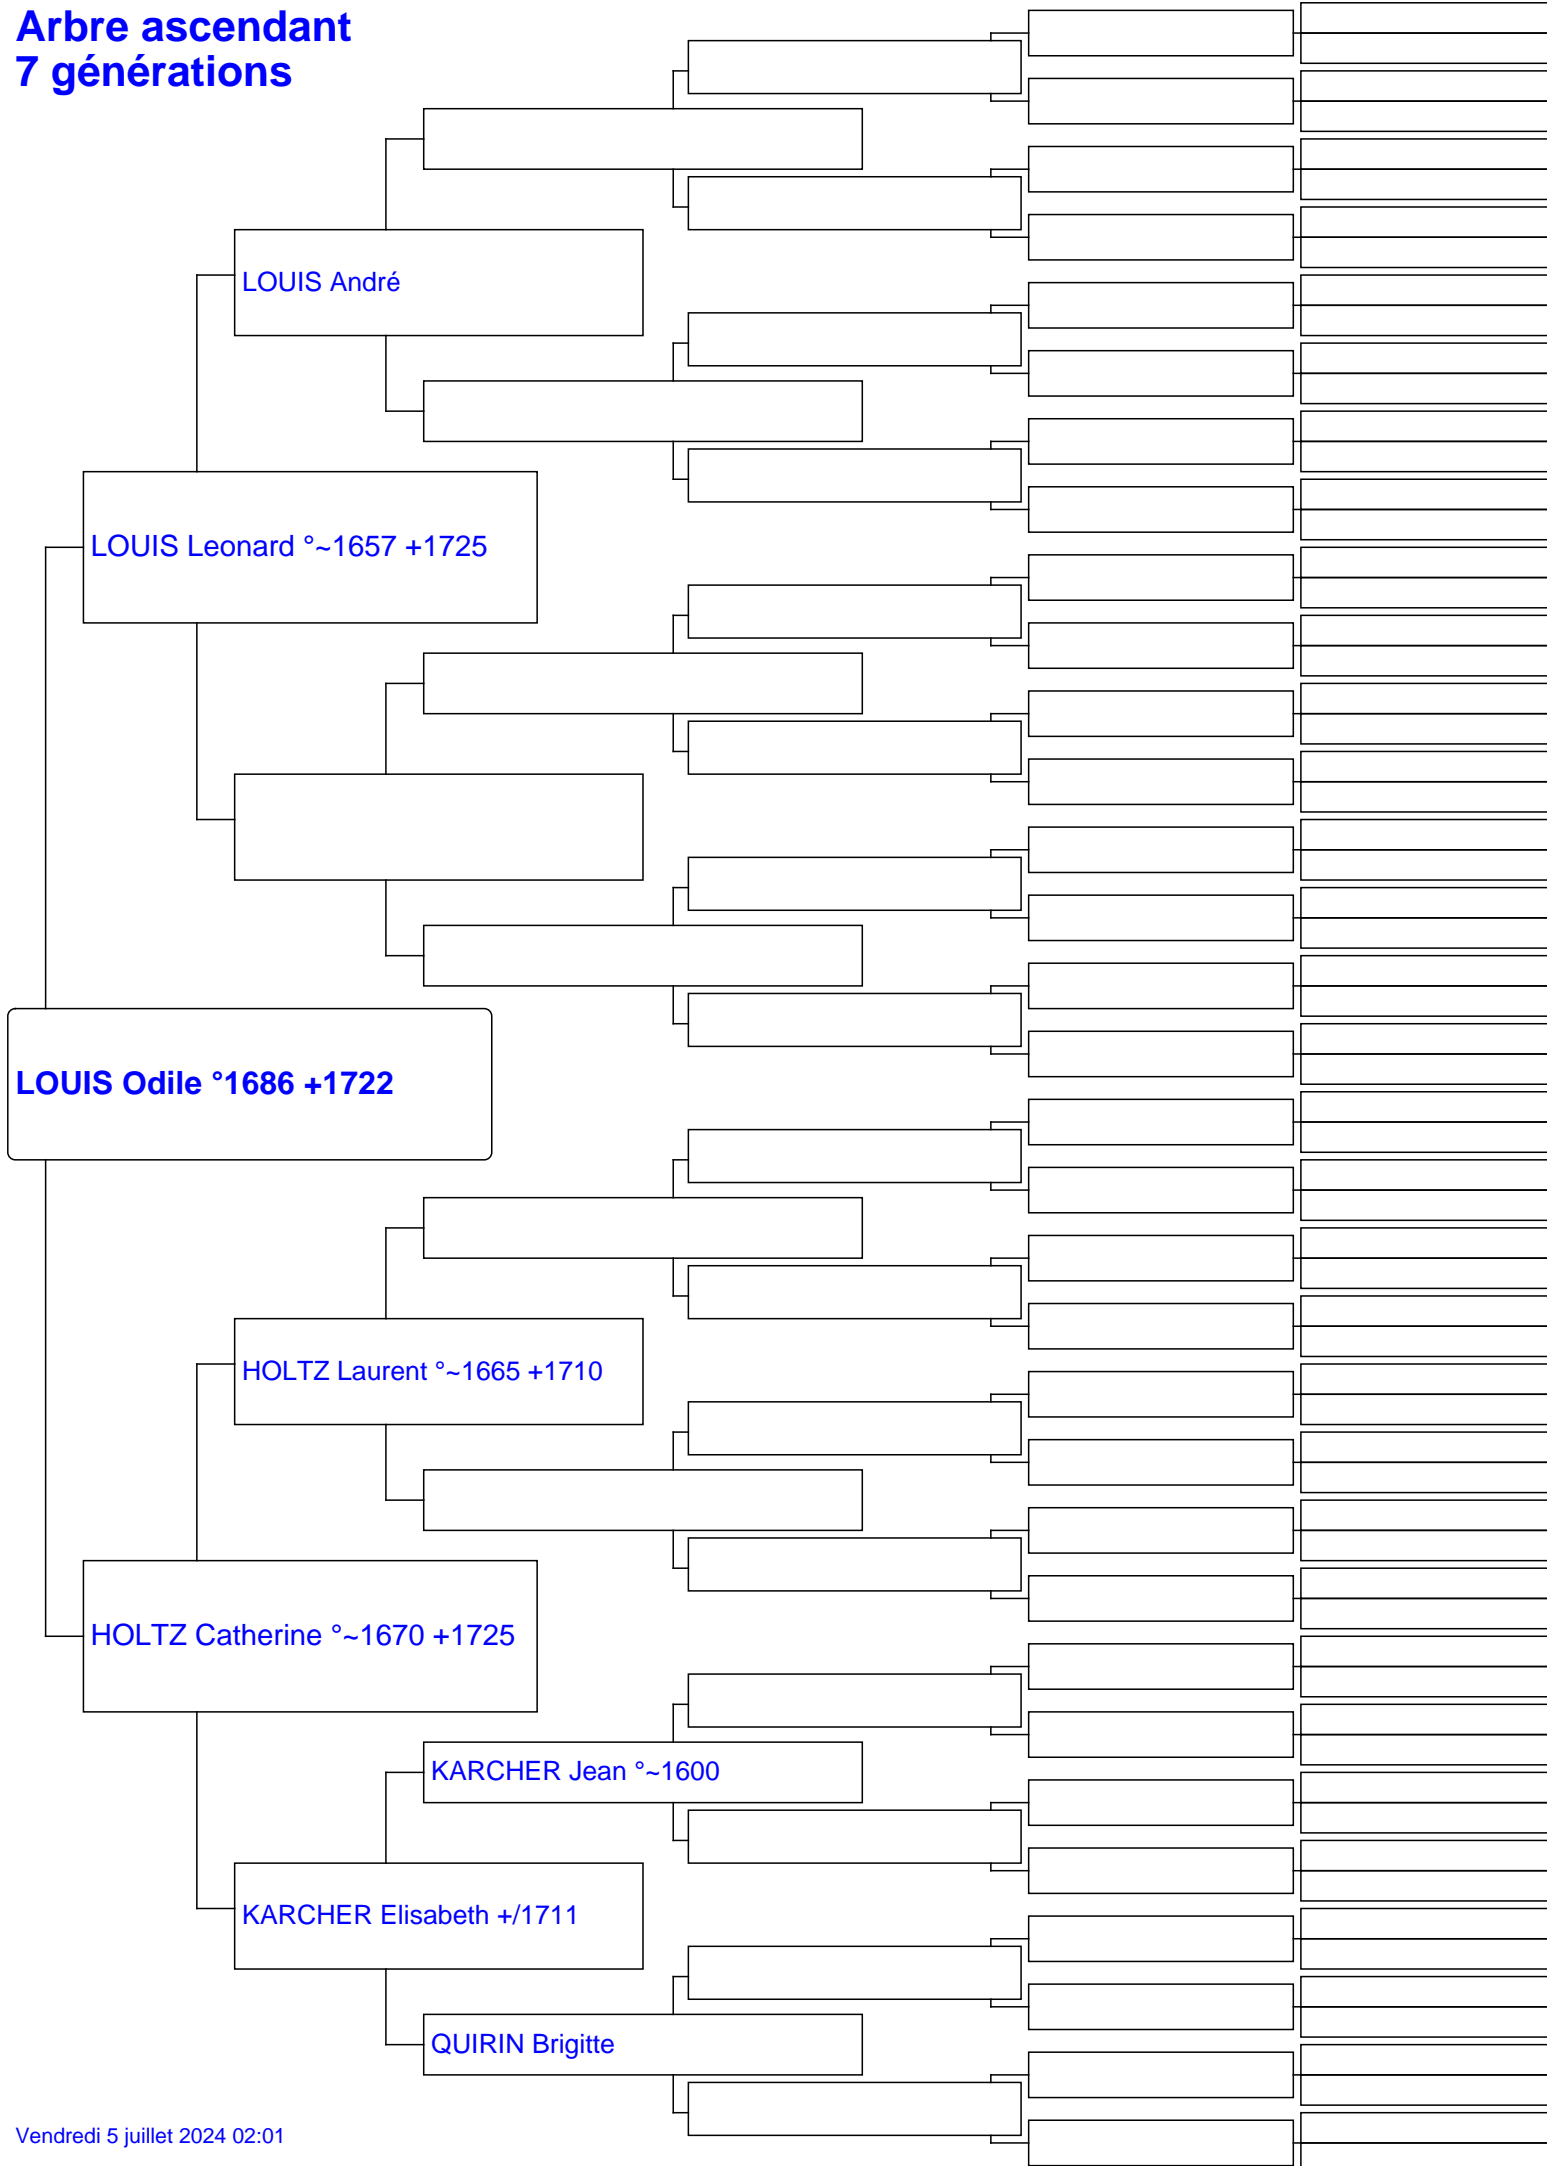 Arbre ascendant
7 générations
LOUIS André
LOUIS Leonard °~1657 +1725
LOUIS Odile °1686 +1722
HOLTZ Laurent °~1665 +1710
HOLTZ Catherine °~1670 +1725
KARCHER Jean °~1600
KARCHER Elisabeth +/1711
QUIRIN Brigitte
Vendredi 5 juillet 2024 02:01